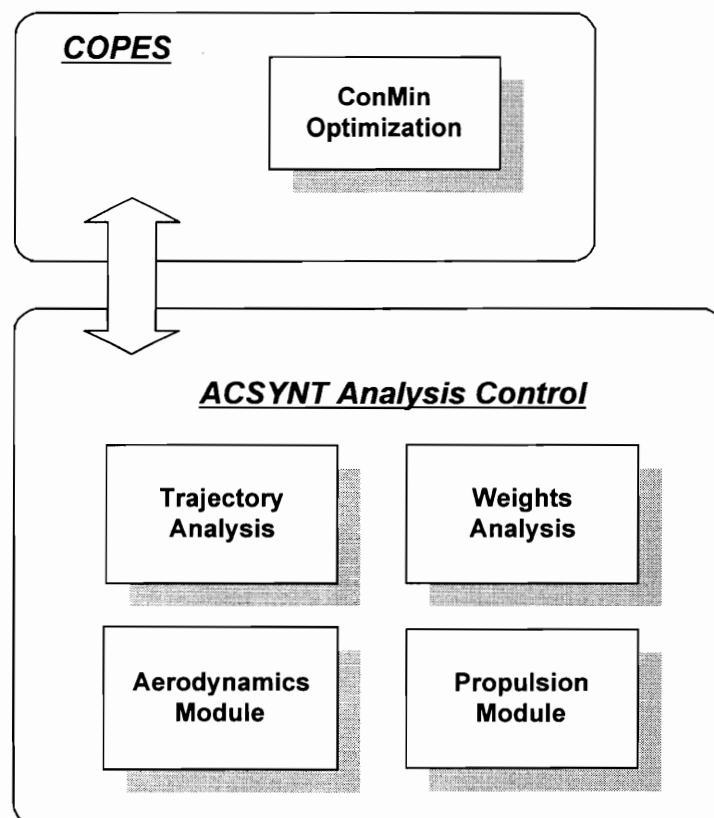 COPES
ConMin
Optimization
ACSYNT Analysis Control
Trajectory
Analysis
Weights
Analysis
Aerodynamics
Module
Propulsion
Module